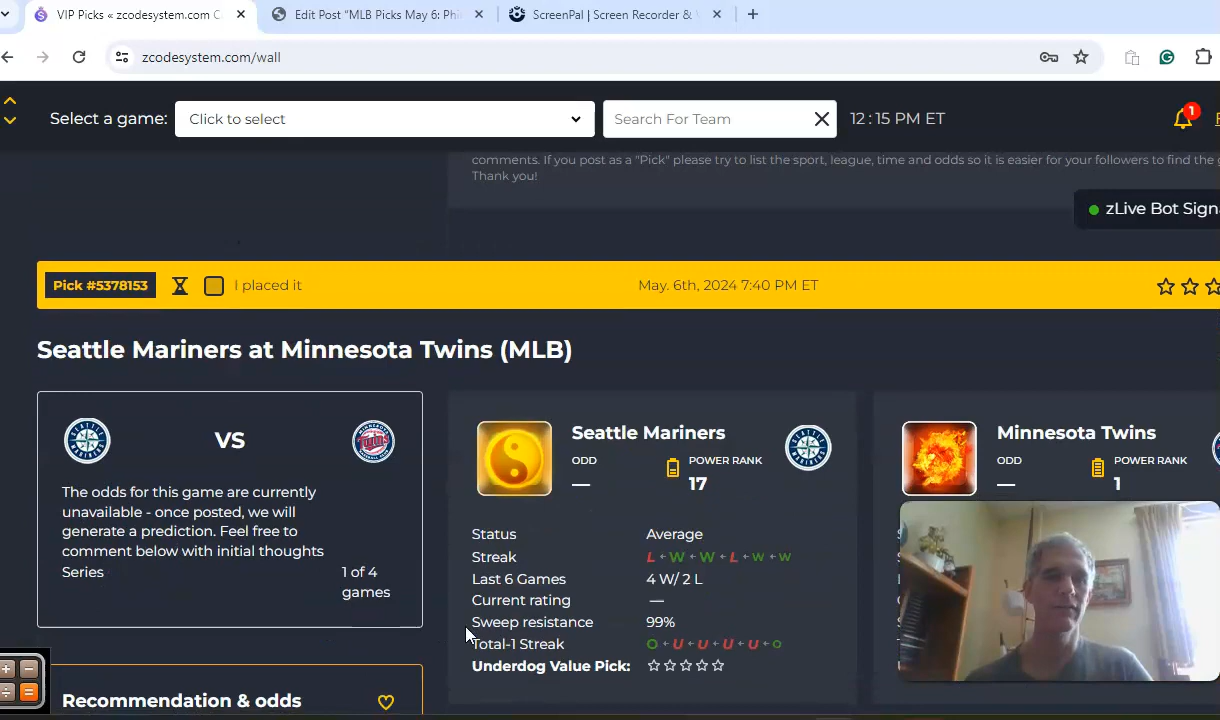 VIP Picks « zcodesystem.com
Edit Post “MLB Picks May 6: Phi
ScreenPal | Screen Recorder &
zcodesystem.com/wall
Select a game:
Click to select
Search For Team
12 : 15 PM ET
1
comments. If you post as a "Pick" please try to list the sport, league, time and odds so it is easier for your followers to find the
Thank you!
zLive Bot Sign
Pick #5378153
I placed it
May. 6th, 2024 7:40 PM ET
Seattle Mariners at Minnesota Twins (MLB)
VS
The odds for this game are currently
unavailable - once posted, we will
generate a prediction. Feel free to
comment below with initial thoughts
Series
1 of 4
games
Seattle Mariners
ODD
—
POWER RANK
17
Status
Average
Streak
L W W L W W
Last 6 Games
4 W/ 2 L
Current rating
—
Sweep resistance
99%
Total-1 Streak
O U U U U O
Underdog Value Pick:
Minnesota Twins
ODD
—
POWER RANK
1
Recommendation & odds